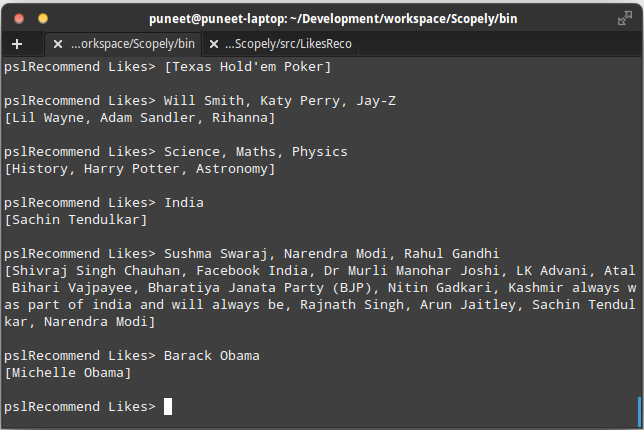 puneet@puneet-laptop: ~/Development/workspace/Scopely/bin
...orkspace/Scopely/bin
...Scopely/src/LikesReco
pslRecommend Likes> [Texas Hold'em Poker]
pslRecommend Likes> Will Smith, Katy Perry, Jay-Z
[Lil Wayne, Adam Sandler, Rihanna]
pslRecommend Likes> Science, Maths, Physics
[History, Harry Potter, Astronomy]
pslRecommend Likes> India
[Sachin Tendulkar]
pslRecommend Likes> Sushma Swaraj, Narendra Modi, Rahul Gandhi
[Shivraj Singh Chauhan, Facebook India, Dr Murli Manohar Joshi, LK Advani, Atal
Bihari Vajpayee, Bharatiya Janata Party (BJP), Nitin Gadkari, Kashmir always w
as part of india and will always be, Rajnath Singh, Arun Jaitley, Sachin Tendul
kar, Narendra Modi]
pslRecommend Likes> Barack Obama
[Michelle Obama]
pslRecommend Likes>